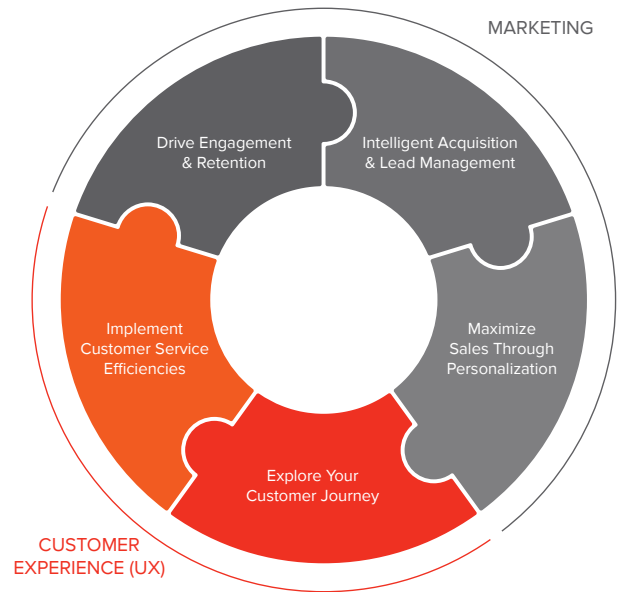 MARKETING
Drive Engagement
& Retention
Intelligent Acquisition
& Lead Management
Implement
Customer Service
Efficiencies
Maximize
Sales Through
Personalization
Explore Your
Customer Journey
CUSTOMER
EXPERIENCE (UX)